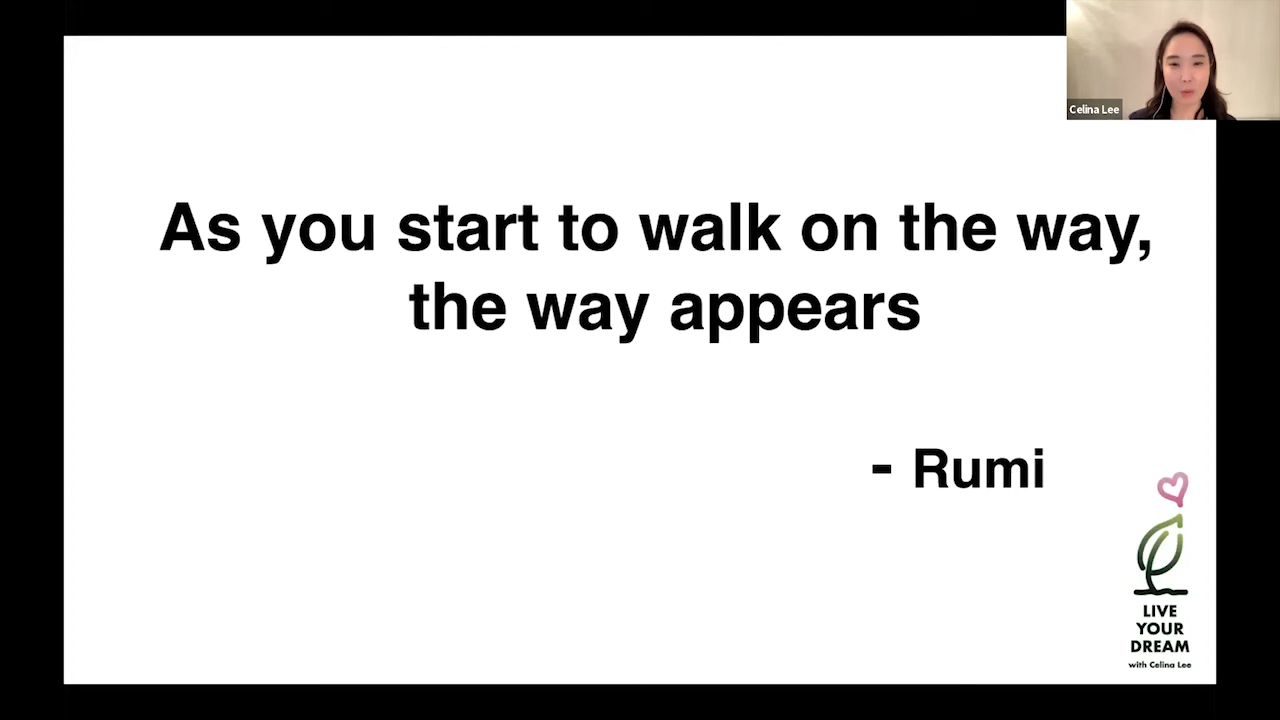 Celina Lee
As you start to walk on the way,
the way appears
- Rumi
LIVE
YOUR
DREAM
with Celina Lee